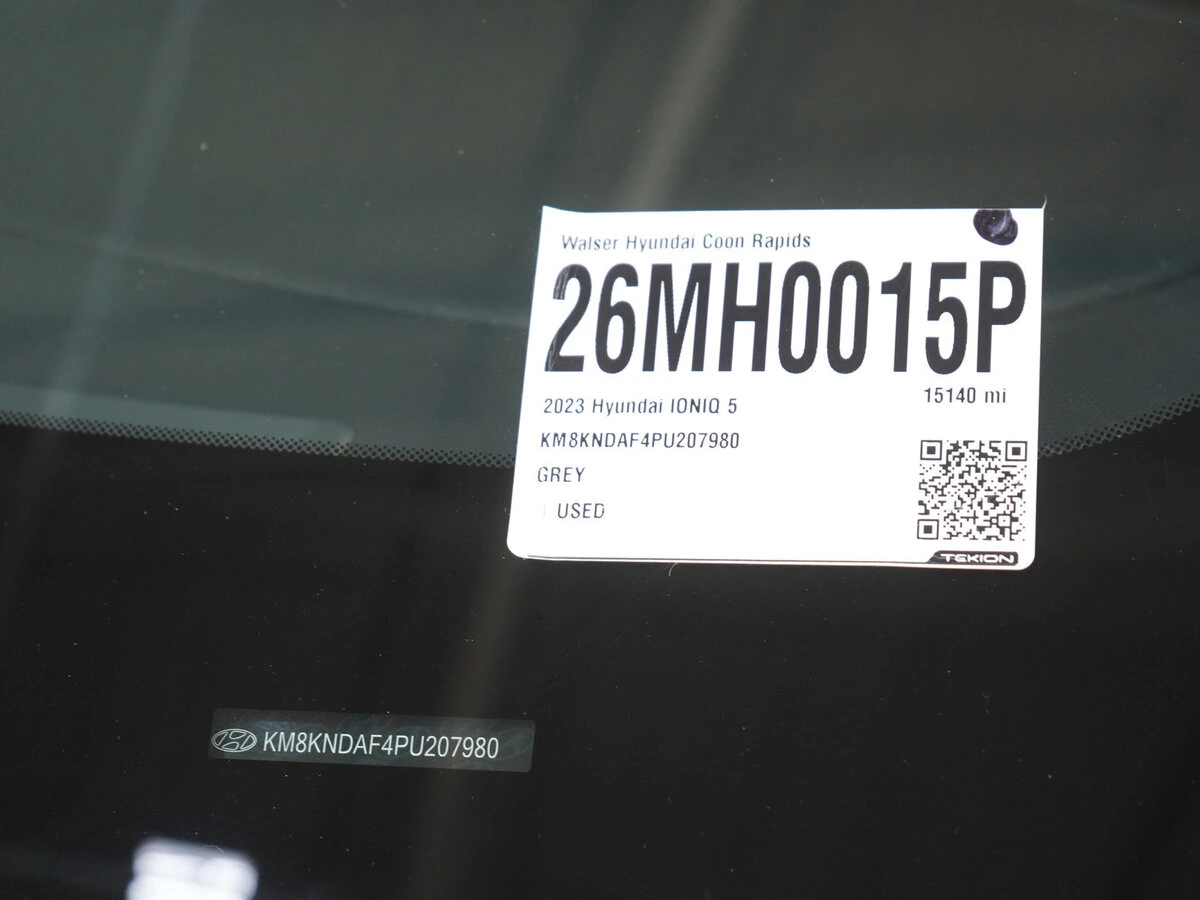 Walser Hyundai Coon Rapids
26MH0015P
15140 mi
2023 Hyundai IONIQ 5
KM8KNDAF4PU207980
GREY
USED
TEKION
KM8KNDAF4PU207980